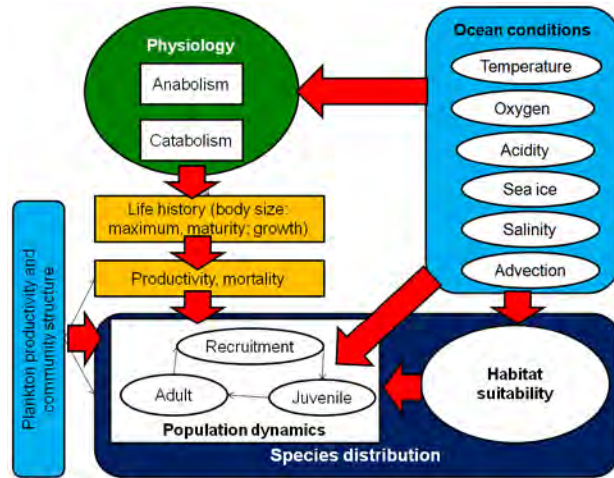 Physiology
Anabolism
Catabolism
Life history (body size:
maximum, maturity; growth)
Productivity, mortality
Plankton productivity and
community structure
Ocean conditions
Temperature
Oxygen
Acidity
Sea ice
Salinity
Advection
Recruitment
Adult
Juvenile
Population dynamics
Habitat
suitability
Species distribution